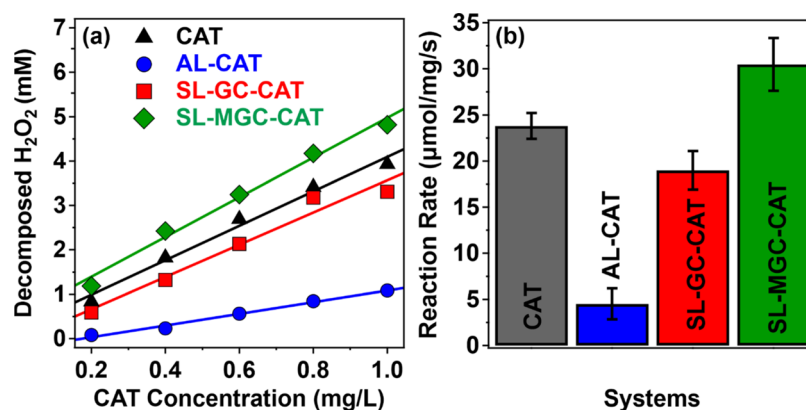 (a)
CAT
AL-CAT
SL-GC-CAT
SL-MGC-CAT
Decomposed H₂O₂ (mM)
7
6
5
4
3
2
1
0
0.2 0.4 0.6 0.8 1.0
CAT Concentration (mg/L)
(b)
Reaction Rate (μmol/mg/s)
35
30
25
20
15
10
5
0
CAT
AL-CAT
SL-GC-CAT
SL-MGC-CAT
Systems